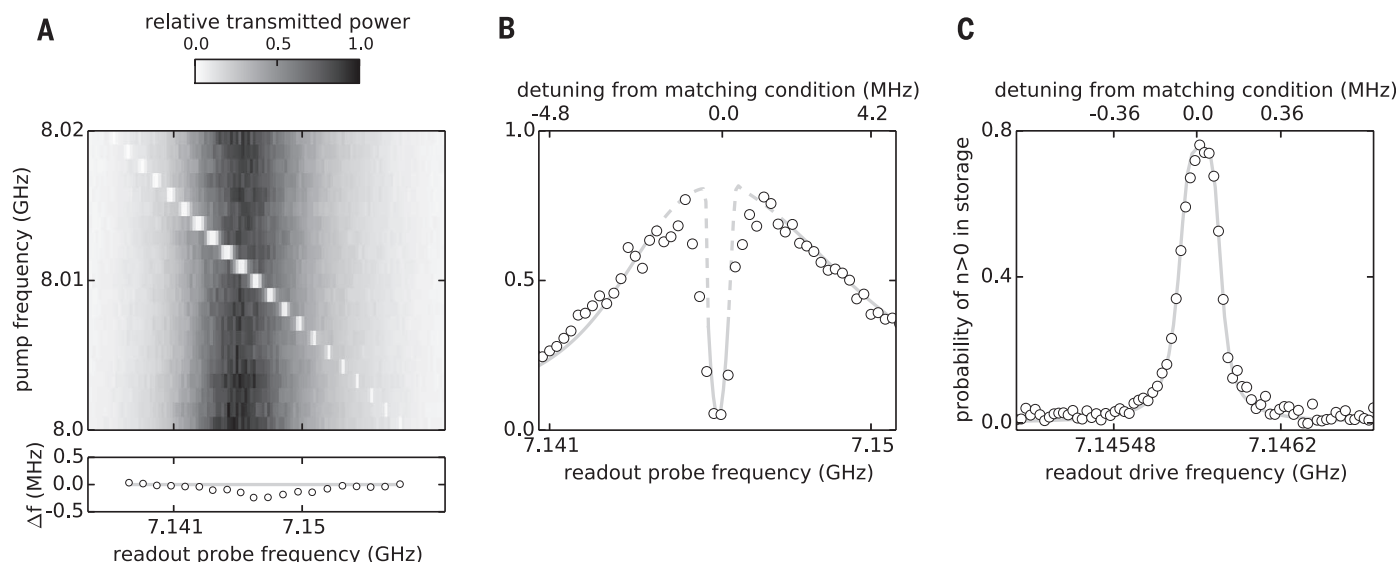 A
relative transmitted power
0.0 0.5 1.0
8.02
8.01
8.0
pump frequency (GHz)
0.5
0.0
-0.5
Δf (MHz)
7.141 7.15
readout probe frequency (GHz)
B
detuning from matching condition (MHz)
-4.8 0.0 4.2
1.0
0.5
0.0
7.141 7.15
readout probe frequency (GHz)
C
detuning from matching condition (MHz)
-0.36 0.0 0.36
0.8
0.4
0.0
probability of n>0 in storage
7.14548 7.1462
readout drive frequency (GHz)